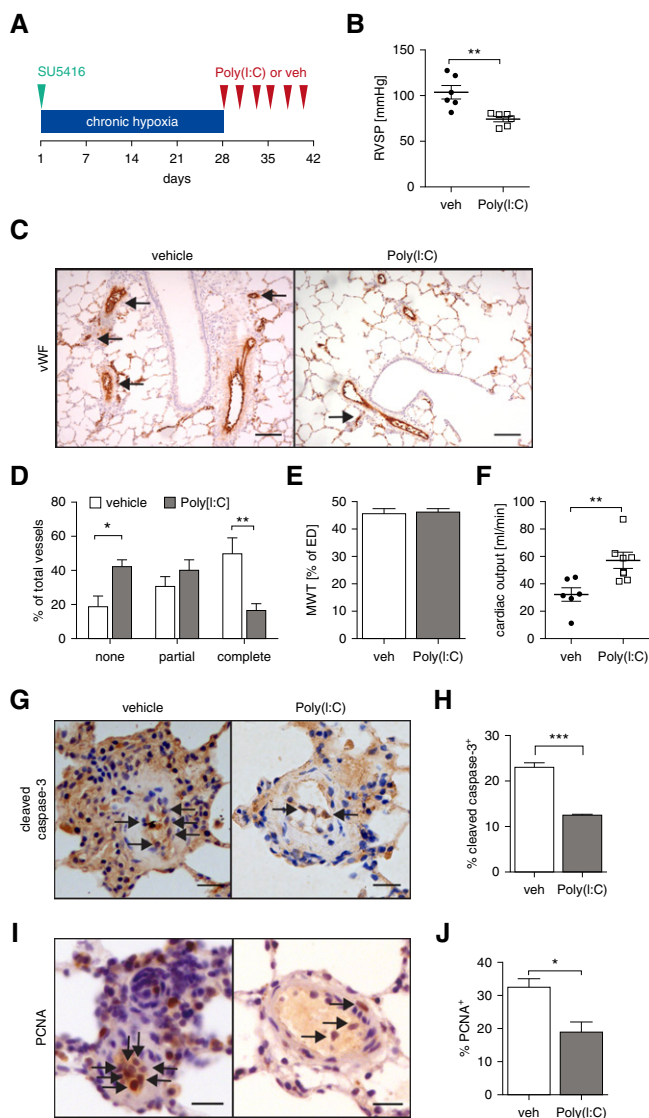 A
SU5416
Poly(I:C) or veh
chronic hypoxia
1 7 14 21 28 35 42
days
B
**
RVSP [mmHg]
150
100
50
0
veh Poly(I:C)
C
vehicle Poly(I:C)
vWF
D
vehicle Poly[I:C]
% of total vessels
80
60
40
20
0
* **
none partial complete
E
MWT [% of ED]
50
40
30
20
10
0
veh Poly(I:C)
F
**
cardiac output [ml/min]
100
80
60
40
20
0
veh Poly(I:C)
G
vehicle Poly(I:C)
cleaved
caspase-3
H
***
% cleaved caspase-3⁺
30
20
10
0
veh Poly(I:C)
I
PCNA
J
*
% PCNA⁺
40
30
20
10
0
veh Poly(I:C)